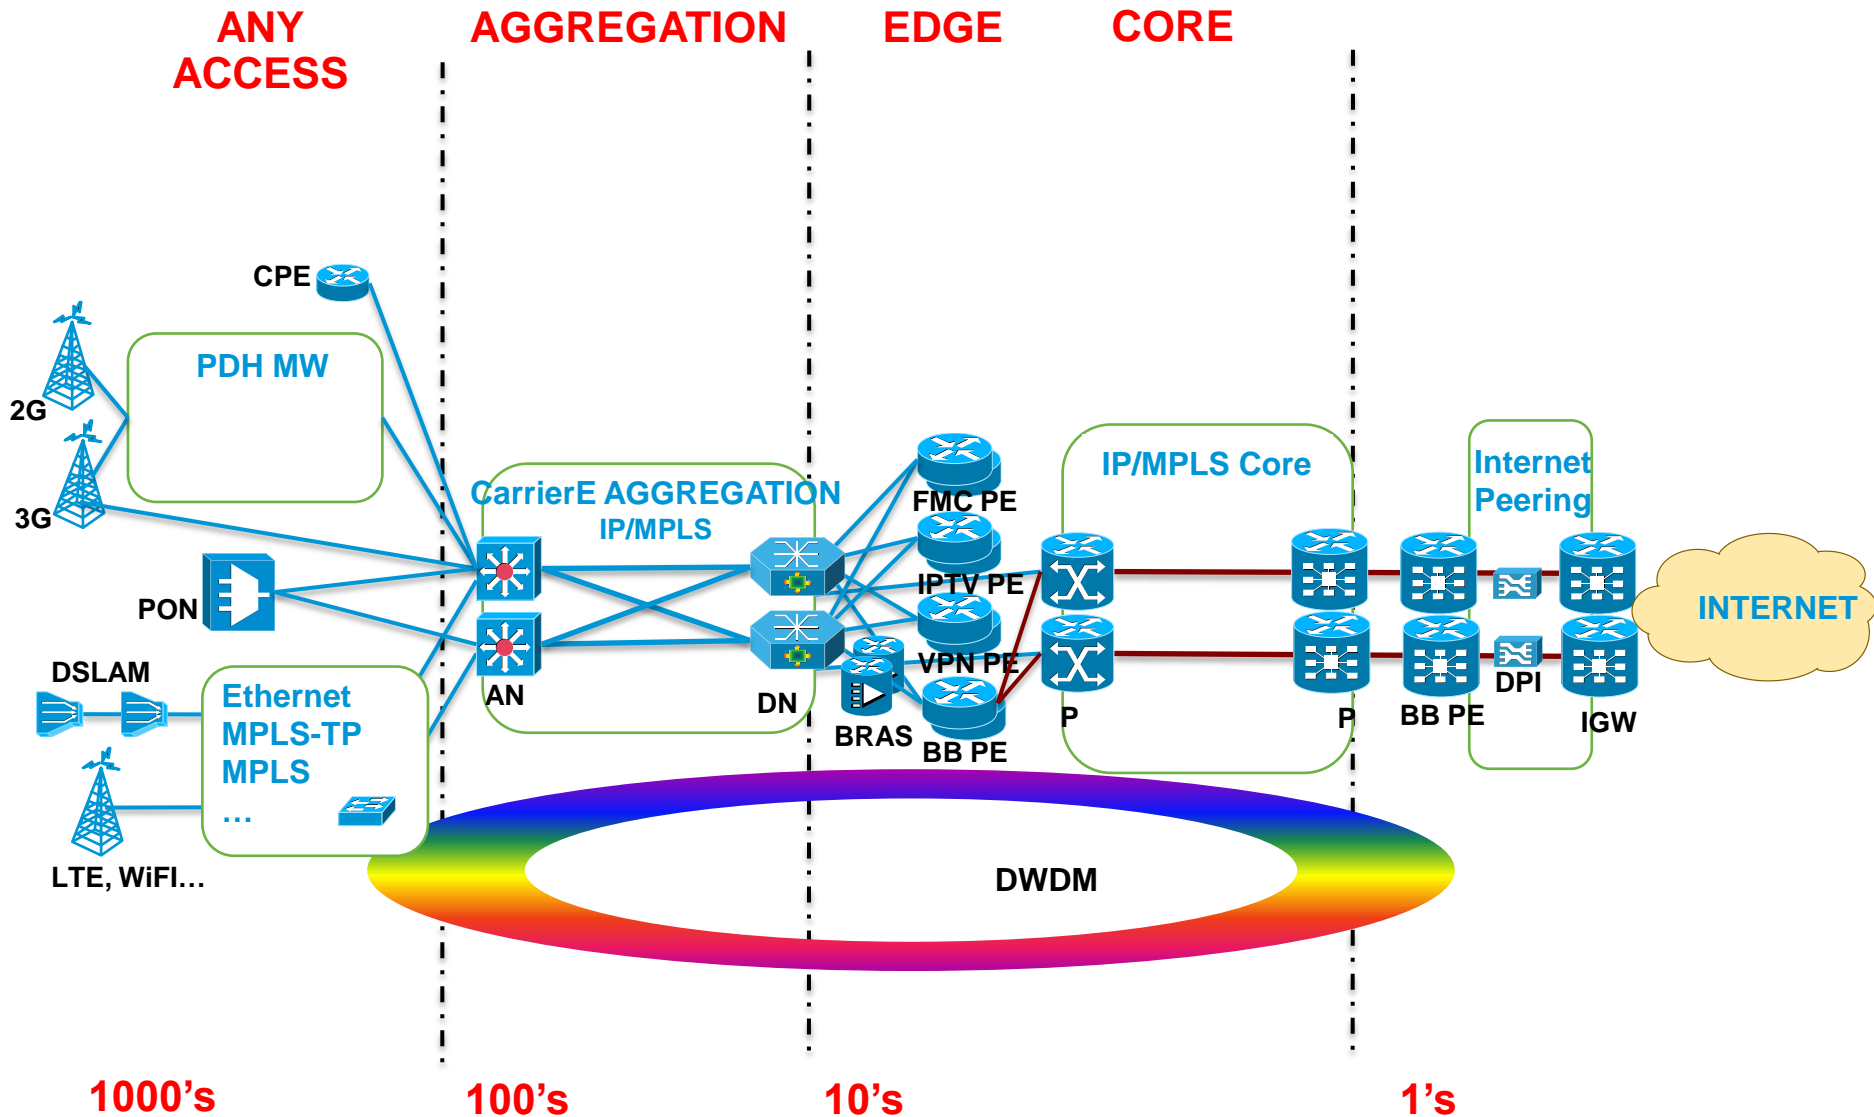 ANY
ACCESS
AGGREGATION
EDGE
CORE
CPE
PDH MW
2G
3G
PON
DSLAM
Ethernet
MPLS-TP
MPLS
…
LTE, WiFI…
CarrierE AGGREGATION
IP/MPLS
AN
DN
FMC PE
IPTV PE
VPN PE
BRAS
BB PE
IP/MPLS Core
P
P
BB PE
Internet
Peering
DPI
IGW
INTERNET
DWDM
1000’s
100’s
10’s
1’s